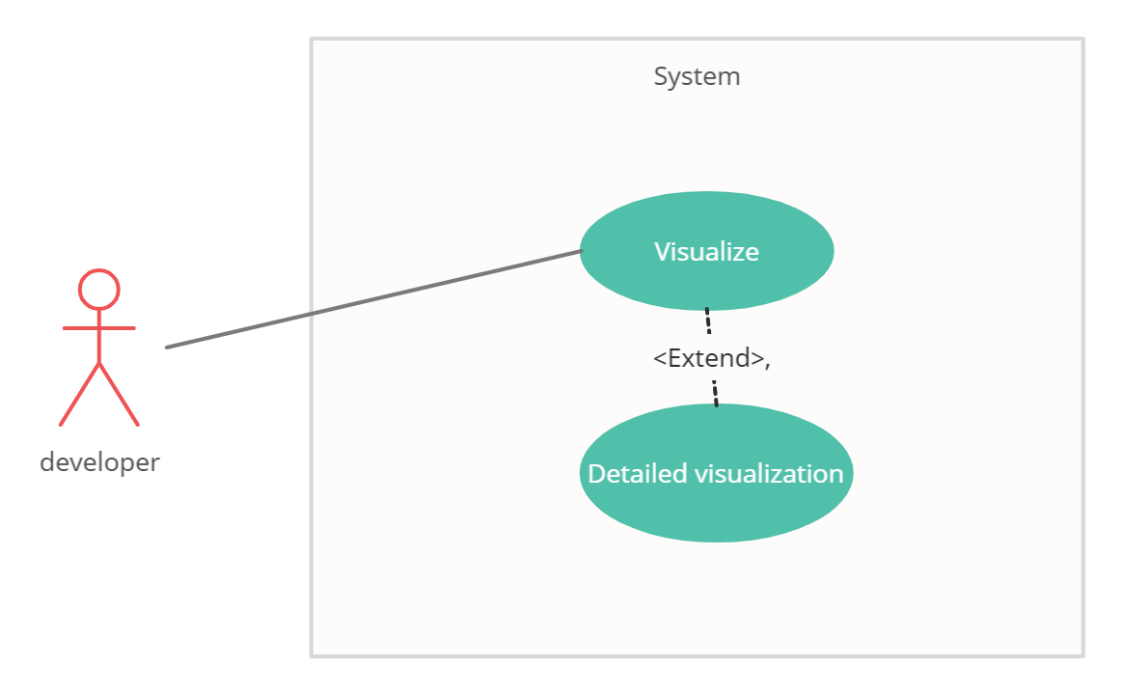 System
Visualize
<Extend>,
developer
Detailed visualization